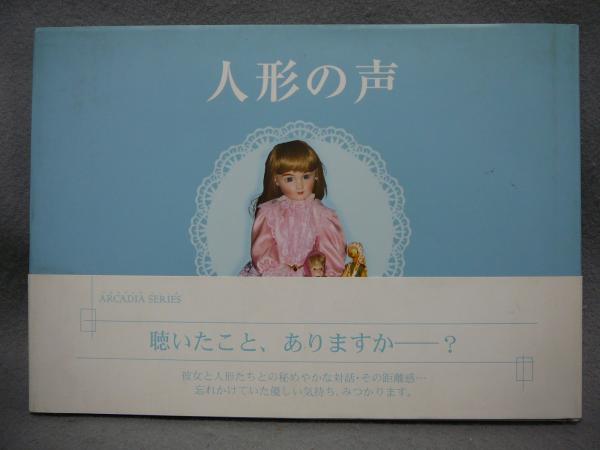 人形の声
ARCADIA SERIES
聴いたこと、ありますか――？
彼女と人形たちとの秘めやかな対話・その距離感…
忘れかけていた優しい気持ち、みつかります。